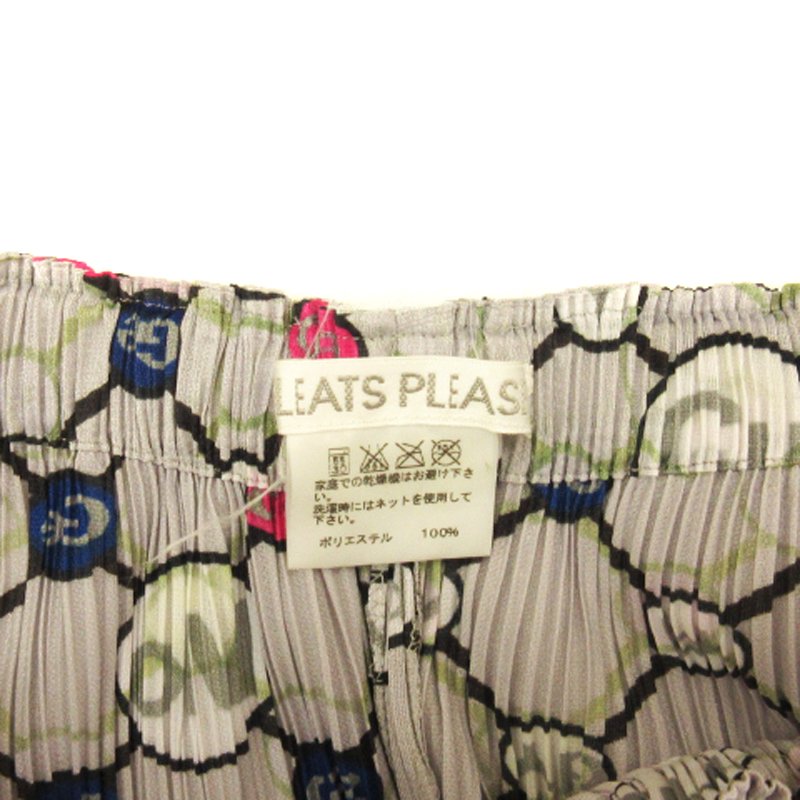 LEATS PLEAS
家庭での乾燥機はお避け下さ
い。
洗濯時にはネットを使用して
下さい。
ポリエステル 100%